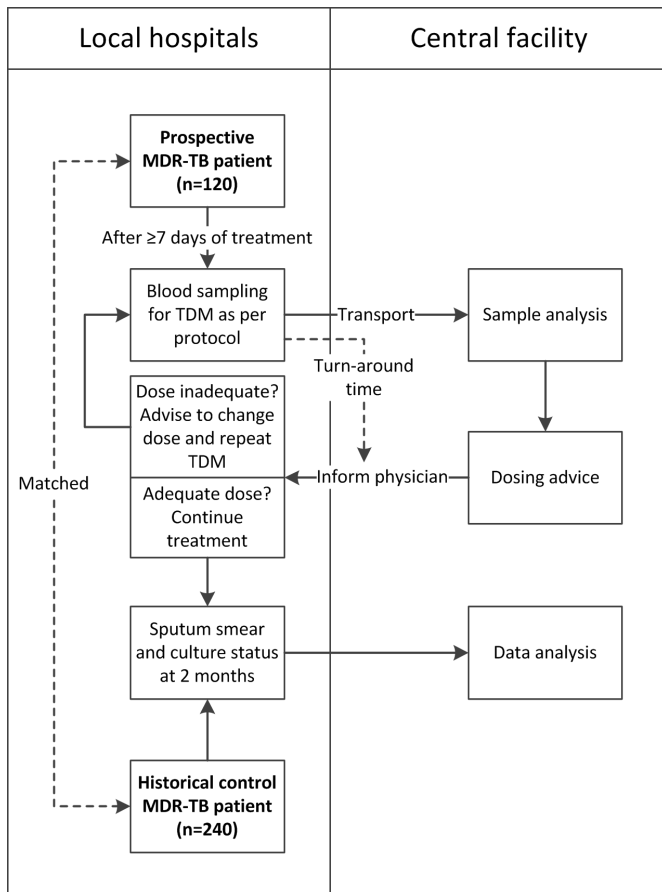 Local hospitals
Central facility
Prospective
MDR-TB patient
(n=120)
After ≥7 days of treatment
Blood sampling
for TDM as per
protocol
Transport
Sample analysis
Turn-around
time
Dose inadequate?
Advise to change
dose and repeat
TDM
Matched
Inform physician
Dosing advice
Adequate dose?
Continue
treatment
Sputum smear
and culture status
at 2 months
Data analysis
Historical control
MDR-TB patient
(n=240)